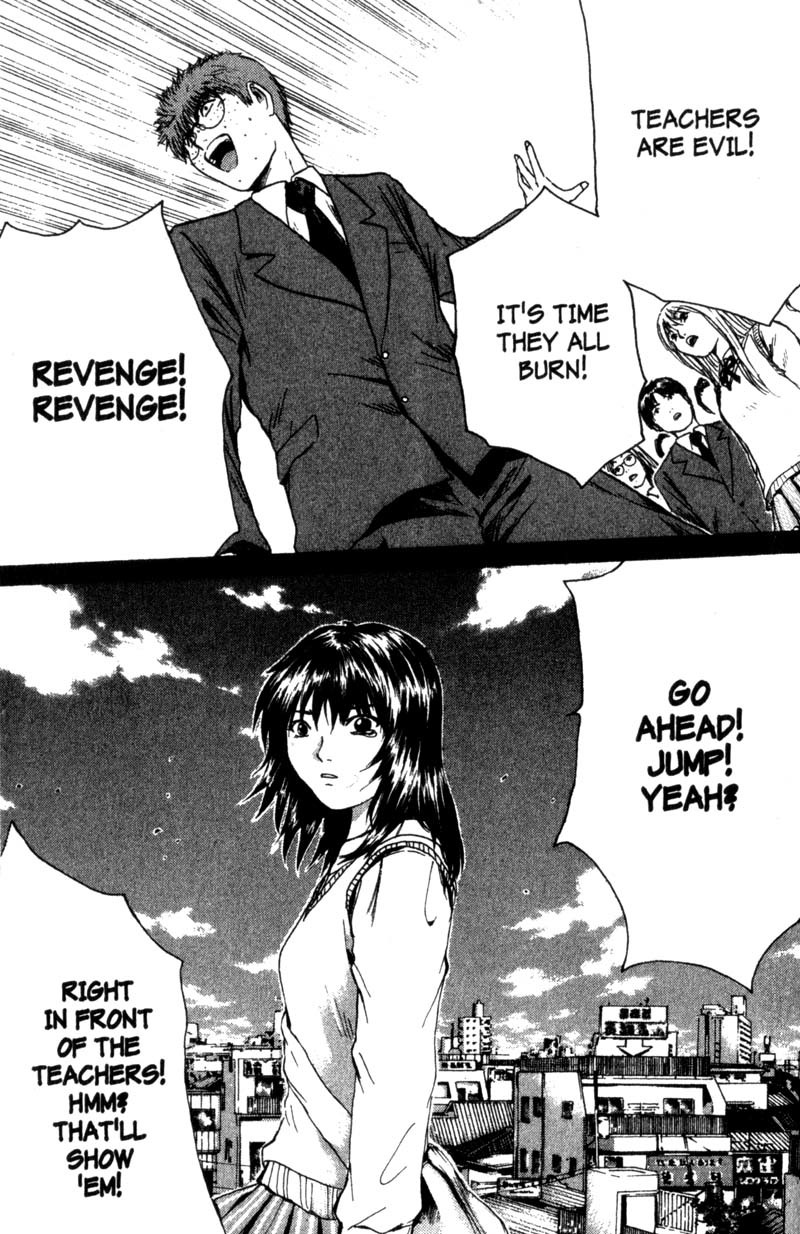 TEACHERS
ARE EVIL!
IT'S TIME
THEY ALL
BURN!
REVENGE!
REVENGE!
GO
AHEAD!
JUMP!
YEAH?
RIGHT
IN FRONT
OF THE
TEACHERS!
HMM?
THAT'LL
SHOW
'EM!